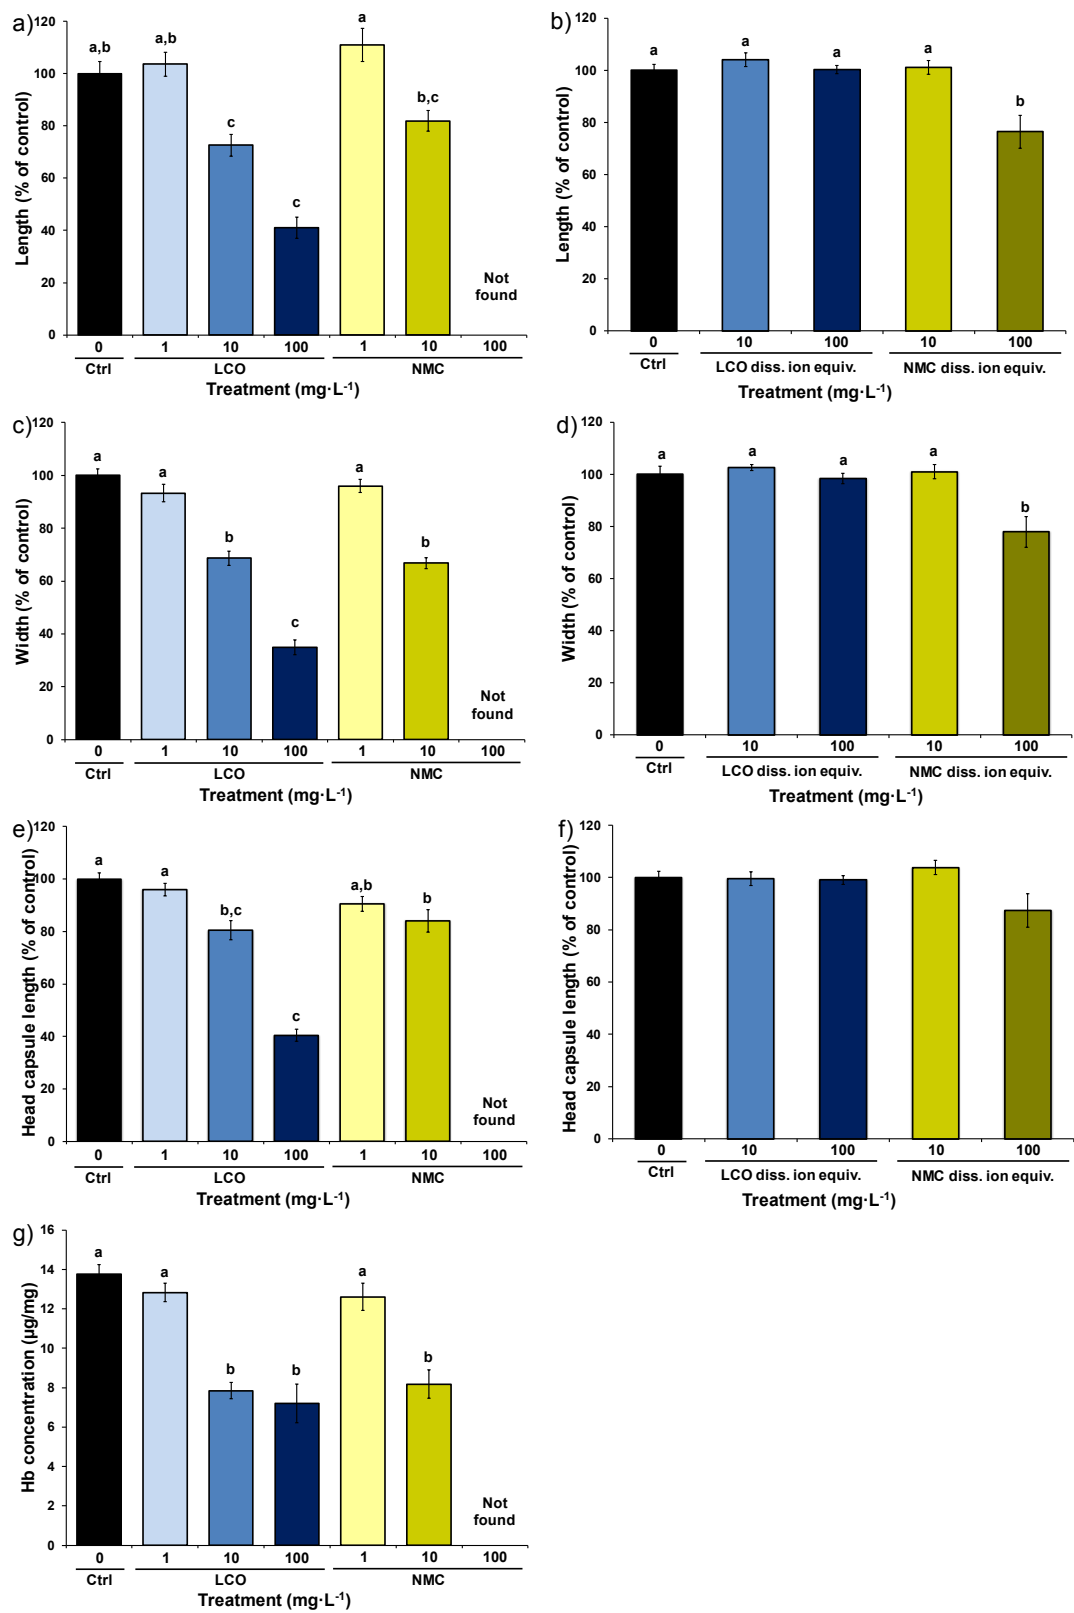 a)
Length (% of control)
120
100
80
60
40
20
0
a,b
a,b
c
c
a
b,c
Not
found
0 1 10 100 1 10 100
Ctrl LCO NMC
Treatment (mg·L-1)
b)
Length (% of control)
120
100
80
60
40
20
0
a
a
a
a
b
0 10 100 10 100
Ctrl LCO diss. ion equiv. NMC diss. ion equiv.
Treatment (mg·L-1)
c)
Width (% of control)
120
100
80
60
40
20
0
a
a
b
c
a
b
Not
found
0 1 10 100 1 10 100
Ctrl LCO NMC
Treatment (mg·L-1)
d)
Width (% of control)
120
100
80
60
40
20
0
a
a
a
a
b
0 10 100 10 100
Ctrl LCO diss. ion equiv. NMC diss. ion equiv.
Treatment (mg·L-1)
e)
Head capsule length (% of control)
120
100
80
60
40
20
0
a
a
b,c
c
a,b
b
Not
found
0 1 10 100 1 10 100
Ctrl LCO NMC
Treatment (mg·L-1)
f)
Head capsule length (% of control)
120
100
80
60
40
20
0
0 10 100 10 100
Ctrl LCO diss. ion equiv. NMC diss. ion equiv.
Treatment (mg·L-1)
g)
Hb concentration (μg/mg)
16
14
12
10
8
6
4
2
0
a
a
b
b
a
b
Not
found
0 1 10 100 1 10 100
Ctrl LCO NMC
Treatment (mg·L-1)